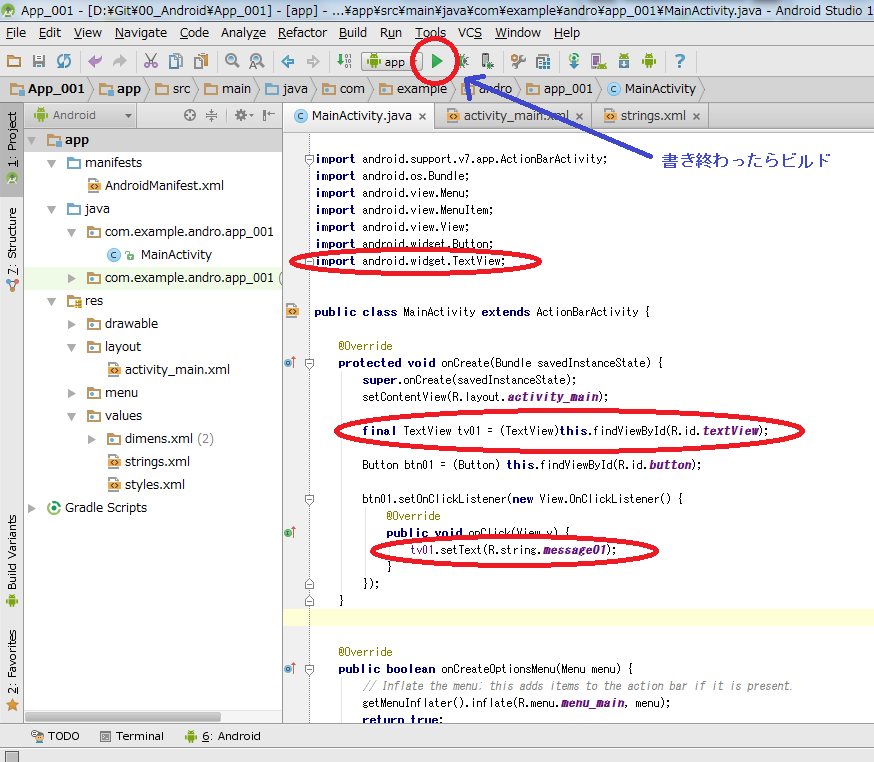 App_001 - [D:¥Git¥00_Android¥App_001] - [app] - ...¥app¥src¥main¥java¥com¥example¥andro¥app_001¥MainActivity.java - Android Studio 1
File Edit View Navigate Code Analyze Refactor Build Run Tools VCS Window Help
app
App_001 app src main java com example andro app_001 MainActivity
1: Project
7: Structure
Build Variants
2: Favorites
Android
app
manifests
AndroidManifest.xml
java
com.example.andro.app_001
MainActivity
com.example.andro.app_001 (
res
drawable
layout
activity_main.xml
menu
values
dimens.xml (2)
strings.xml
styles.xml
Gradle Scripts
MainActivity.java activity_main.xml strings.xml
書き終わったらビルド
import android.support.v7.app.ActionBarActivity;
import android.os.Bundle;
import android.view.Menu;
import android.view.MenuItem;
import android.view.View;
import android.widget.Button;
import android.widget.TextView;
public class MainActivity extends ActionBarActivity {
@Override
protected void onCreate(Bundle savedInstanceState) {
super.onCreate(savedInstanceState);
setContentView(R.layout.activity_main);
final TextView tv01 = (TextView)this.findViewById(R.id.textView);
Button btn01 = (Button) this.findViewById(R.id.button);
btn01.setOnClickListener(new View.OnClickListener() {
@Override
public void onClick(View v) {
tv01.setText(R.string.message01);
}
});
}
@Override
public boolean onCreateOptionsMenu(Menu menu) {
// Inflate the menu; this adds items to the action bar if it is present.
getMenuInflater().inflate(R.menu.menu_main, menu);
return true;
TODO Terminal 6: Android